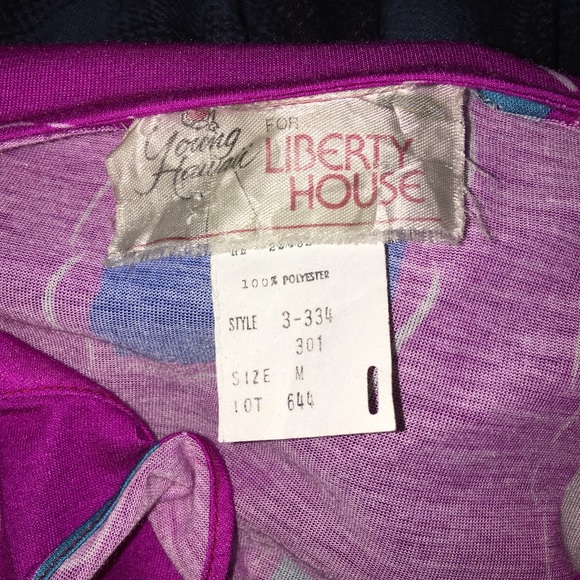 Young
Hawaii
FOR
LIBERTY
HOUSE
100% POLYESTER
STYLE 3-334
301
SIZE M
LOT 644